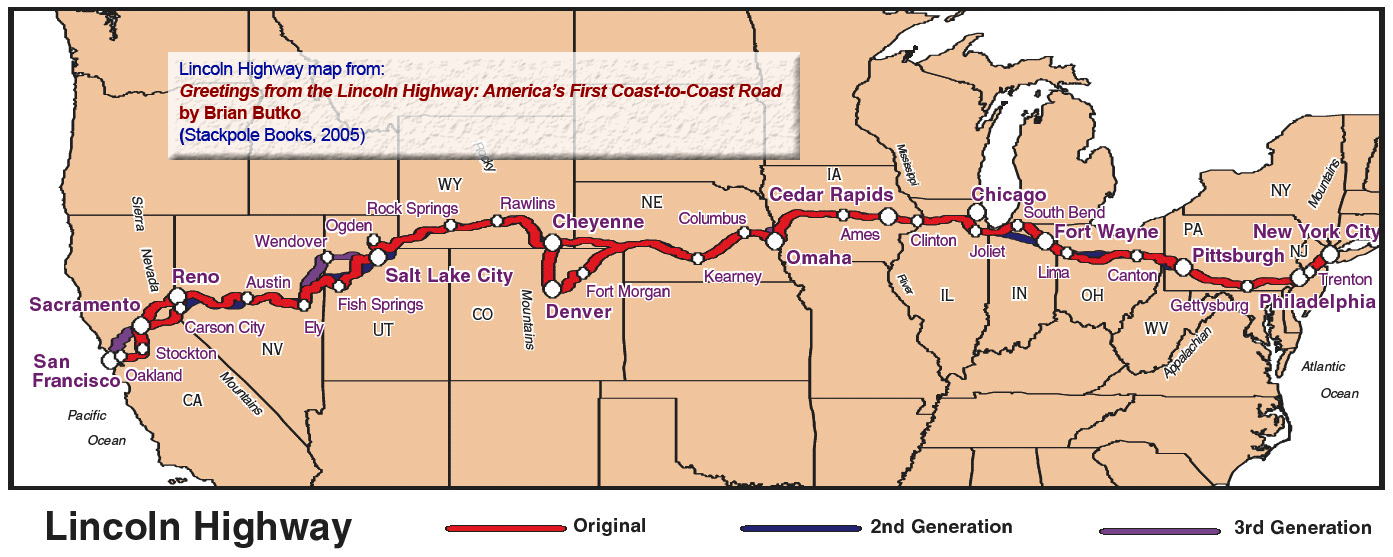 Lincoln Highway map from:
Greetings from the Lincoln Highway: America's First Coast-to-Coast Road
by Brian Butko
(Stackpole Books, 2005)
Rocky
Mississippi
IA
WY
NE
NY
Mountains
Sierra
Nevada
Rock Springs
Rawlins
Cedar Rapids
Chicago
Ogden
Cheyenne
Columbus
South Bend
Wendover
Ames
Clinton
Joliet
Fort Wayne
PA
New York City
NJ
Reno
Austin
Salt Lake City
Omaha
Lima
Canton
Pittsburgh
Kearney
Trenton
Sacramento
Fish Springs
Fort Morgan
River
IL
IN
OH
Gettysburg
Philadelphia
Carson City
Ely
UT
CO
Mountains
Denver
WV
Appalachian
NV
Stockton
San
Francisco
Oakland
CA
Mountains
Atlantic
Ocean
Pacific
Ocean
Lincoln Highway
Original
2nd Generation
3rd Generation